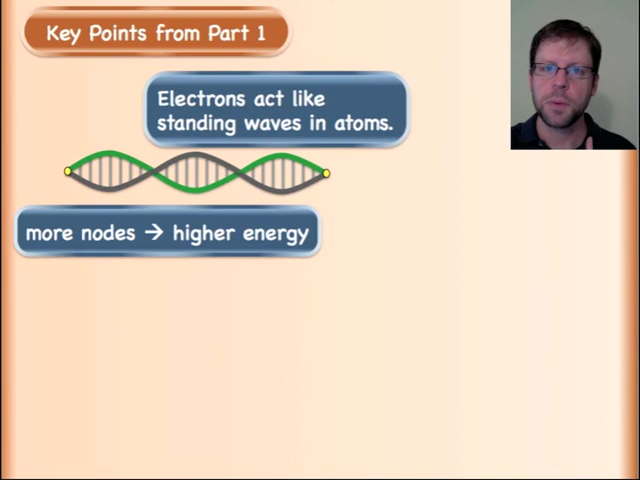 Key Points from Part 1
Electrons act like
standing waves in atoms.
more nodes → higher energy